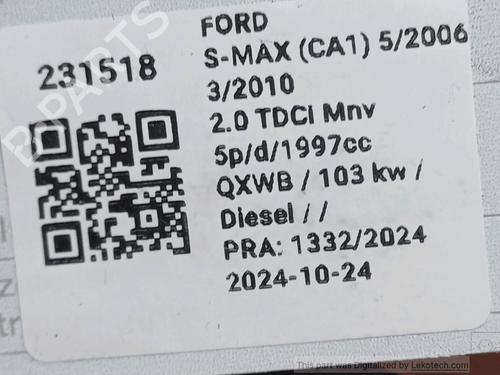 FORD
231518
S-MAX (CA1) 5/2006
3/2010
2.0 TDCi Mnv
5p/d/1997cc
QXWB / 103 kw /
Diesel / /
PRA: 1332/2024
2024-10-24
B-PARTS
This part was Digitalized by Lekotech.com